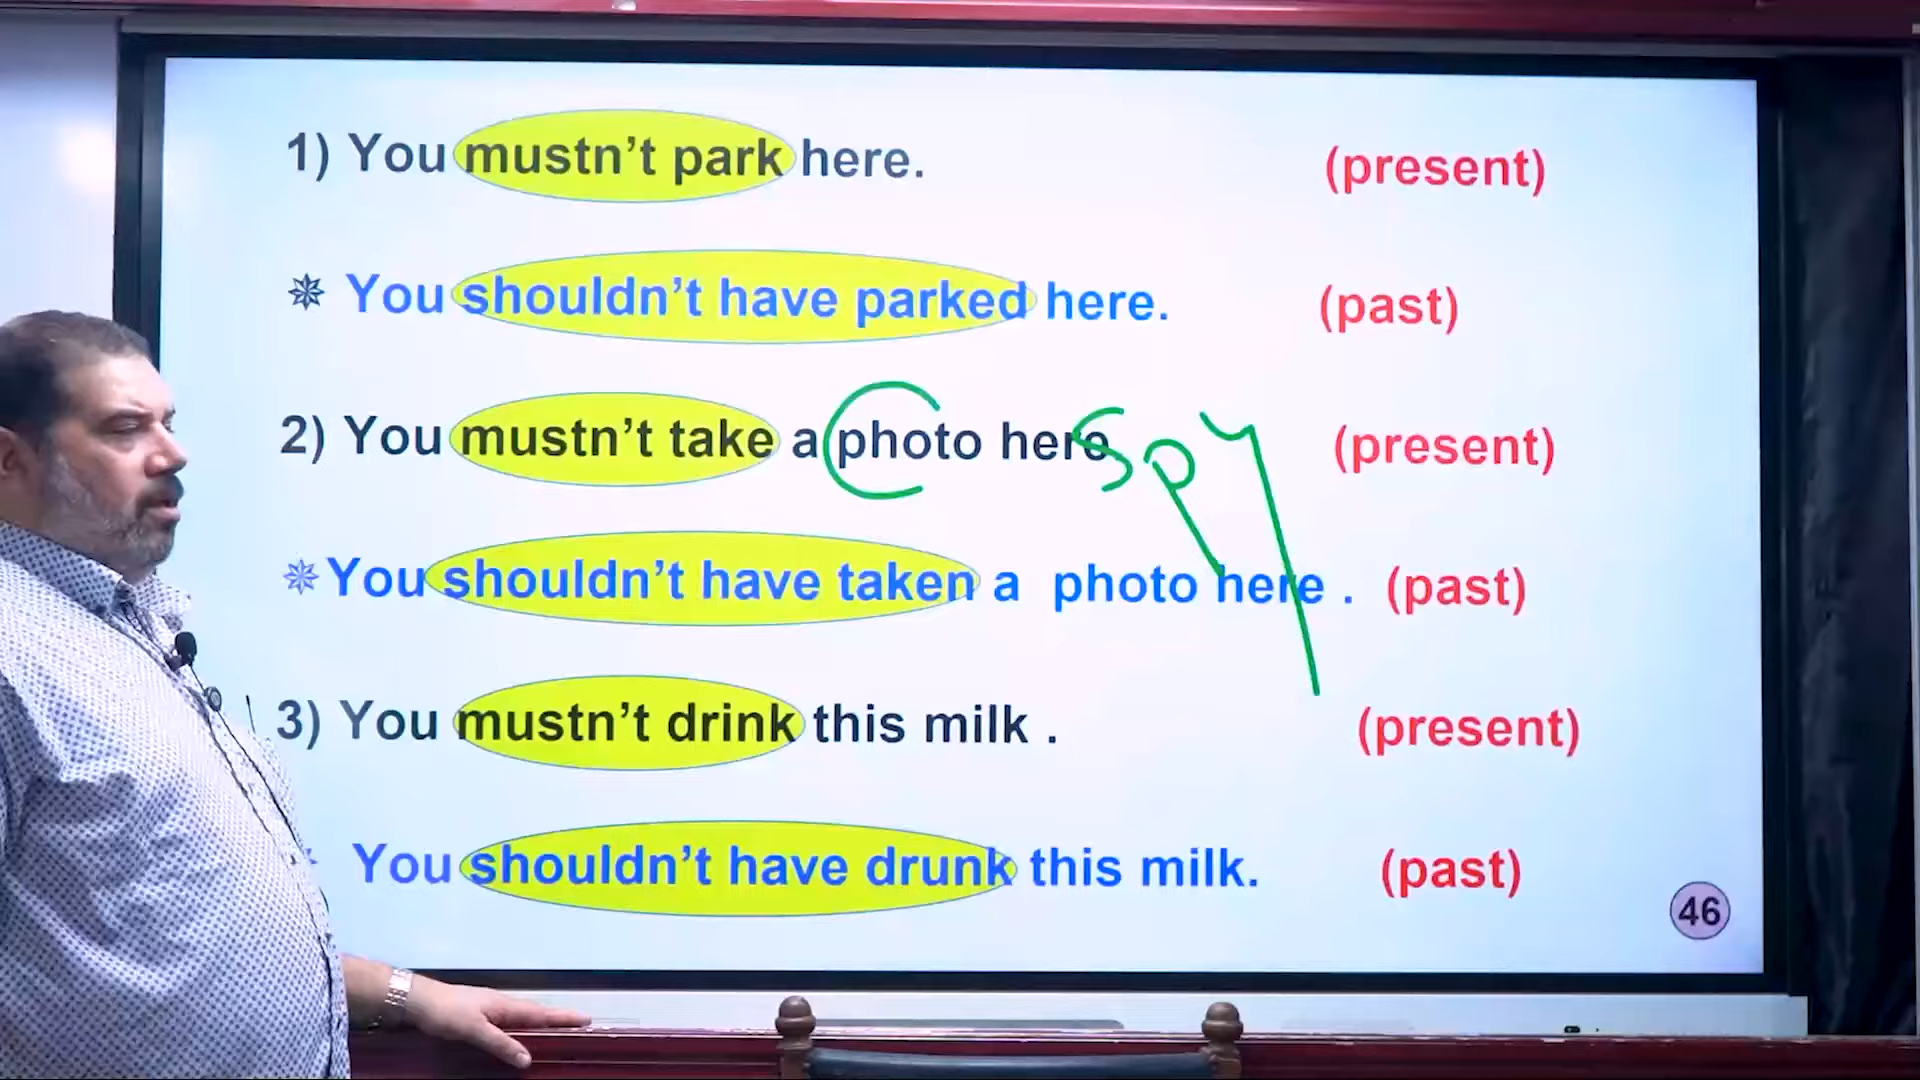 1) You mustn't park here. (present)
You shouldn't have parked here. (past)
2) You mustn't take a photo here (present)
spy
You shouldn't have taken a photo here . (past)
3) You mustn't drink this milk . (present)
You shouldn't have drunk this milk. (past)
46